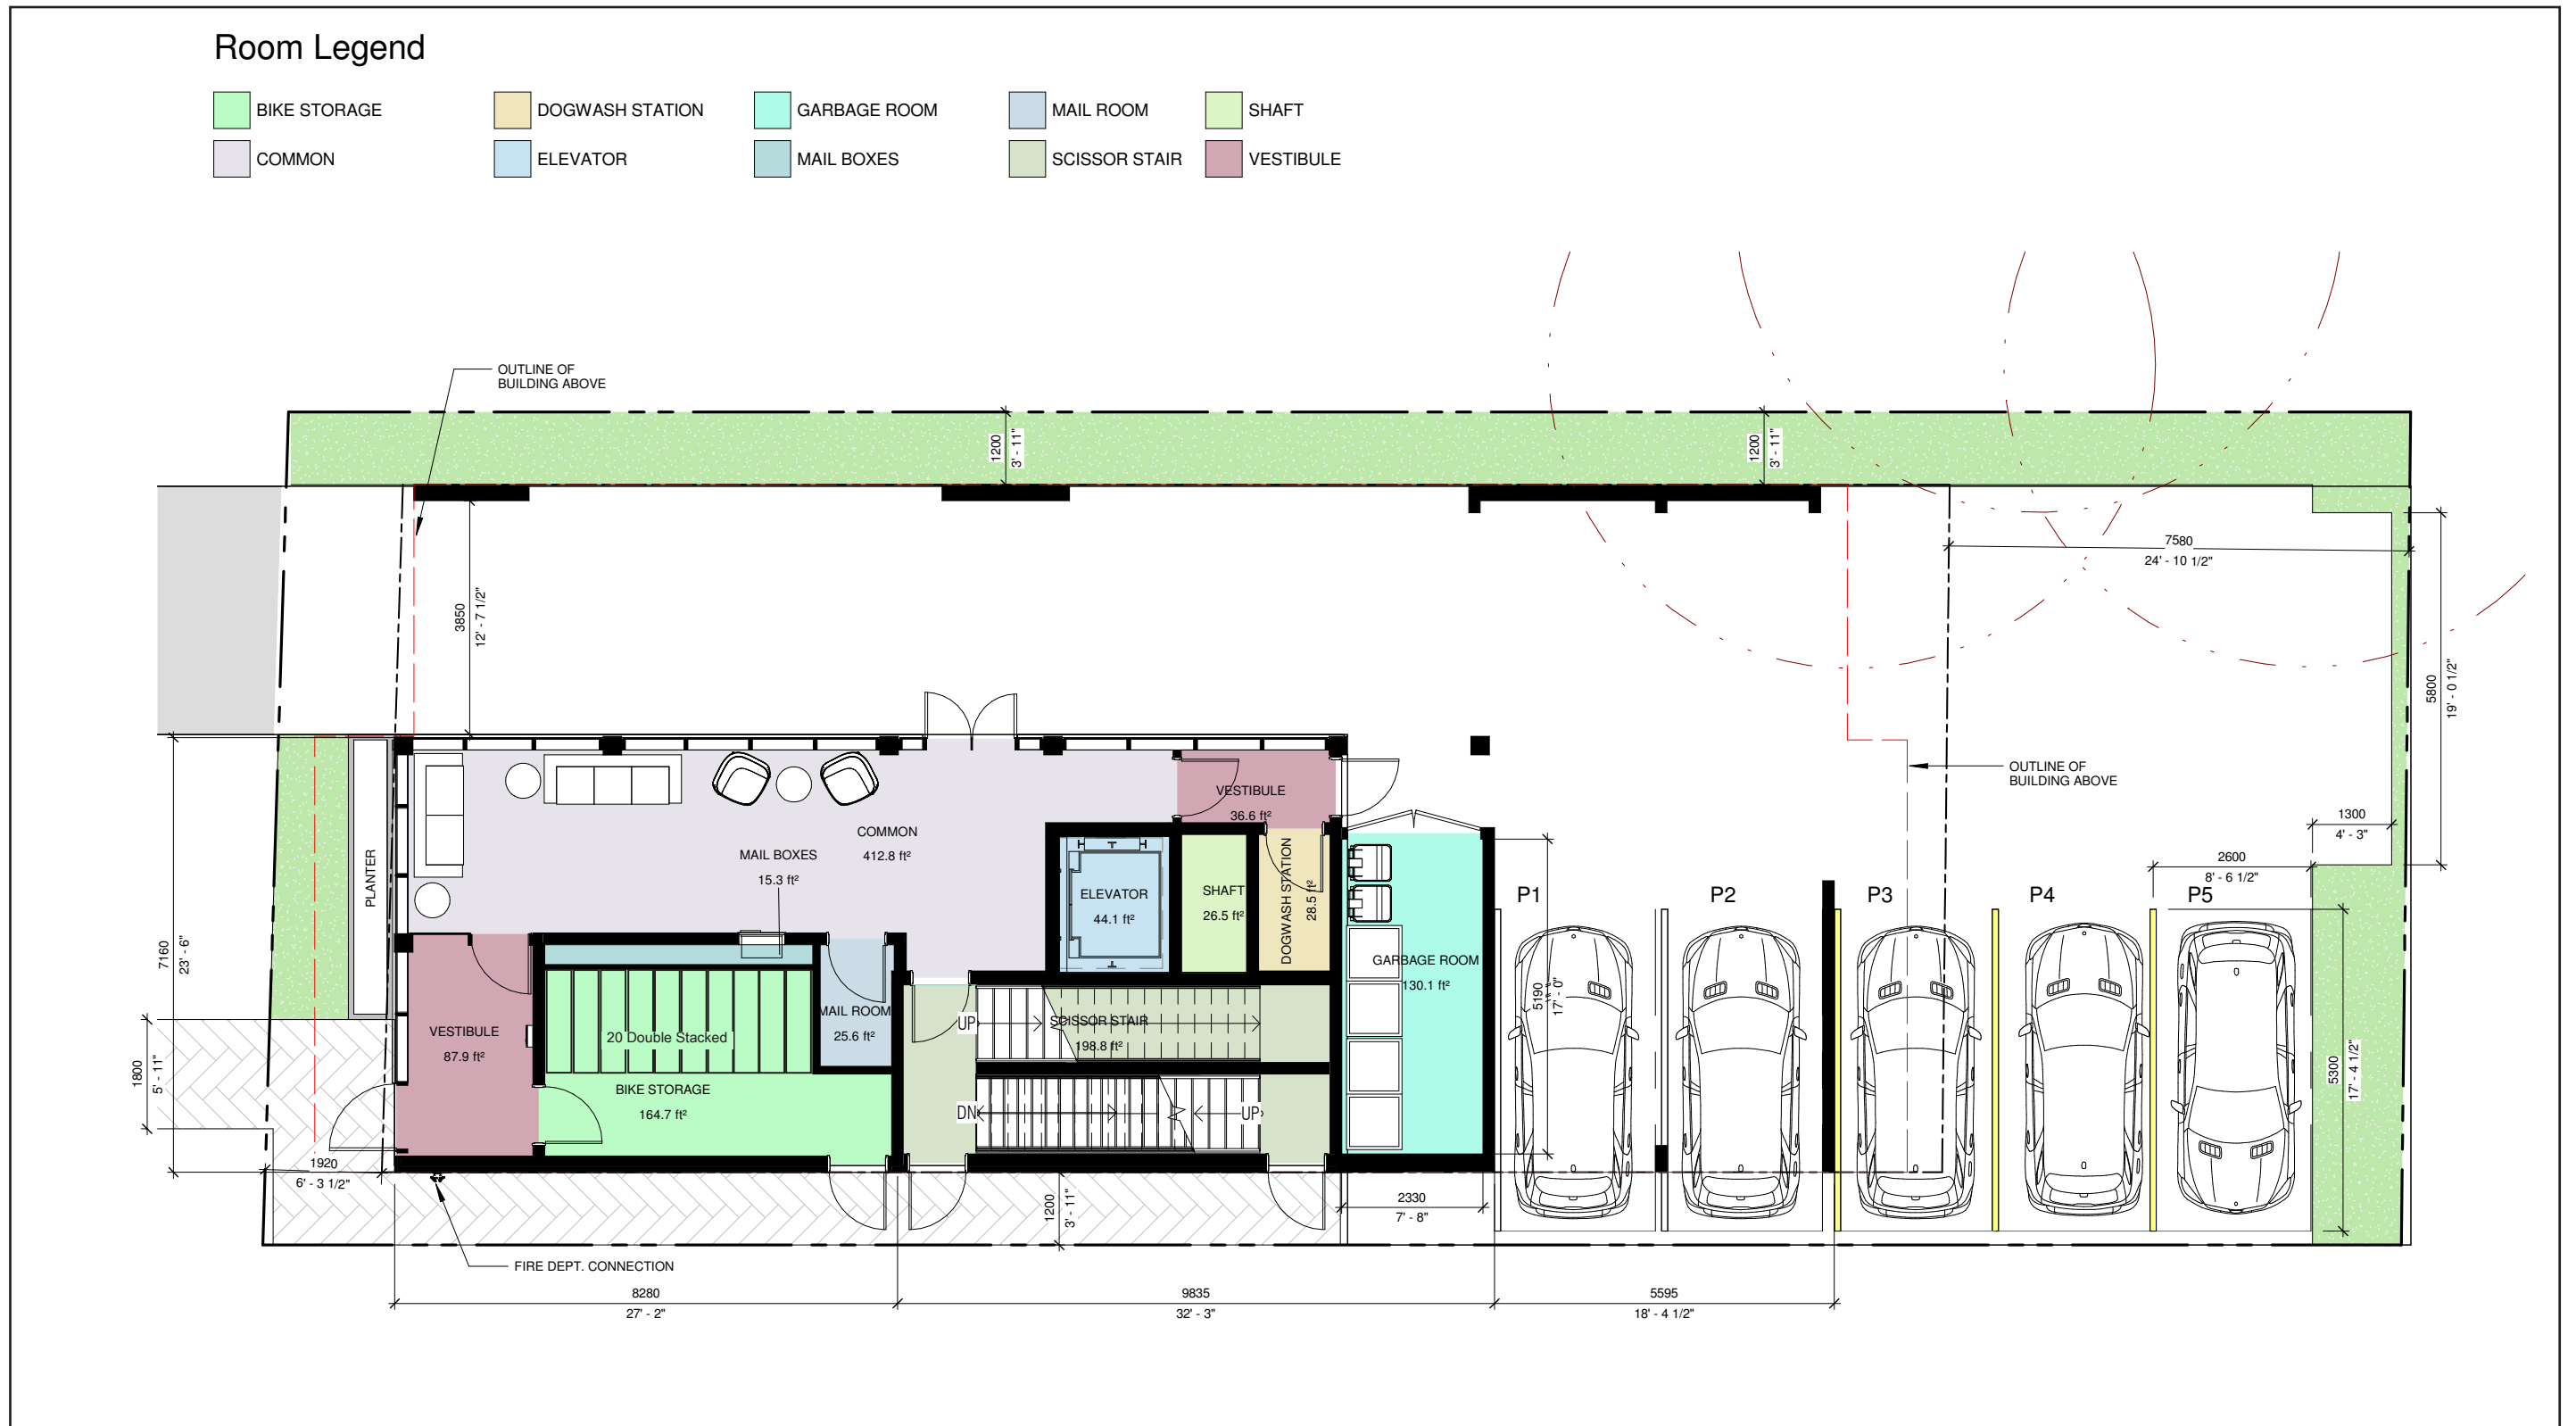 Room Legend
BIKE STORAGE
DOGWASH STATION
GARBAGE ROOM
MAIL ROOM
SHAFT
COMMON
ELEVATOR
MAIL BOXES
SCISSOR STAIR
VESTIBULE
OUTLINE OF
BUILDING ABOVE
1200
3' - 11"
1200
3' - 11"
7580
24' - 10 1/2"
3850
12' - 7 1/2"
5800
19' - 0 1/2"
OUTLINE OF
BUILDING ABOVE
VESTIBULE
36.6 ft²
COMMON
412.8 ft²
MAIL BOXES
15.3 ft²
PLANTER
ELEVATOR
44.1 ft²
SHAFT
26.5 ft²
DOGWASH STATION
28.5 ft²
1300
4' - 3"
2600
8' - 6 1/2"
P1
P2
P3
P4
P5
7160
23' - 6"
GARBAGE ROOM
130.1 ft²
5190
17' - 0"
VESTIBULE
87.9 ft²
20 Double Stacked
MAIL ROOM
25.6 ft²
UP
SCISSOR STAIR
198.8 ft²
BIKE STORAGE
164.7 ft²
DN
UP
1800
5' - 11"
5300
17' - 4 1/2"
1920
6' - 3 1/2"
1200
3' - 11"
2330
7' - 8"
FIRE DEPT. CONNECTION
8280
27' - 2"
9835
32' - 3"
5595
18' - 4 1/2"